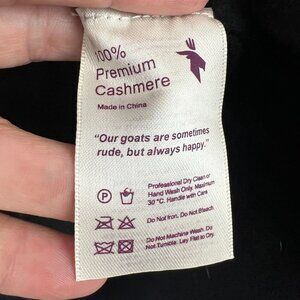 100%
Premium
Cashmere
Made in China
"Our goats are sometimes
rude, but always happy."
Professional Dry Clean or
Hand Wash Only. Maximum
30 °C. Handle with Care
P
Do Not Iron. Do Not Bleach.
Do Not Machine Wash. Do
Not Tumble. Lay Flat to Dry.